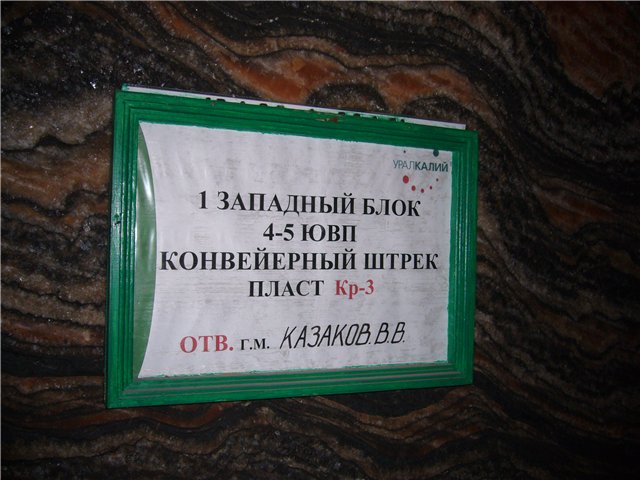 УРАЛКАЛИЙ
1 ЗАПАДНЫЙ БЛОК
4-5 ЮВП
КОНВЕЙЕРНЫЙ ШТРЕК
ПЛАСТ Кр-3
ОТВ. г.м. КАЗАКОВ. В.В.